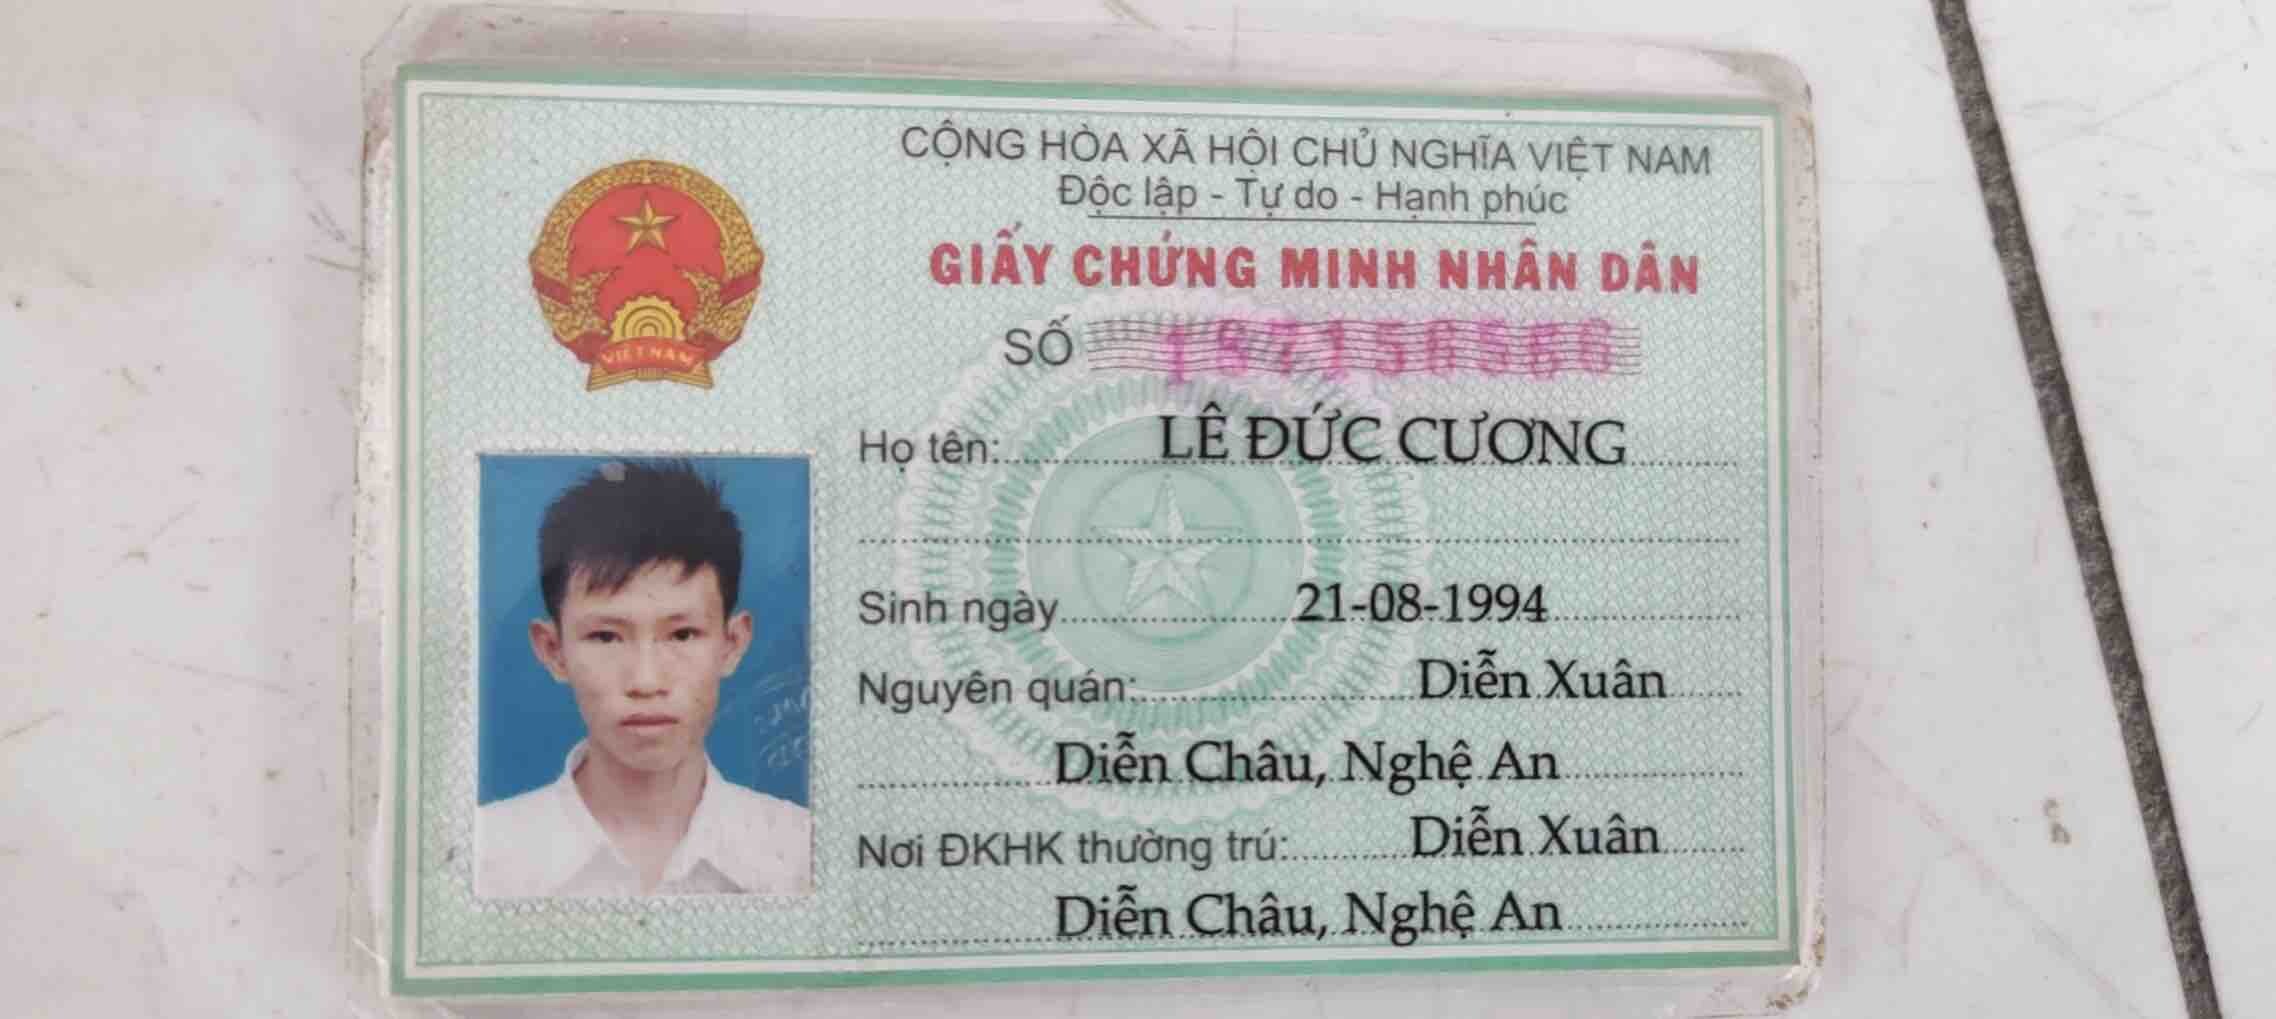 CỘNG HÒA XÃ HỘI CHỦ NGHĨA VIỆT NAM
Độc lập - Tự do - Hạnh phúc
GIẤY CHỨNG MINH NHÂN DÂN
SỐ
VIỆT NAM
Họ tên: LÊ ĐỨC CƯƠNG
Sinh ngày 21-08-1994
Nguyên quán: Diễn Xuân
Diễn Châu, Nghệ An
Nơi ĐKHK thường trú: Diễn Xuân
Diễn Châu, Nghệ An